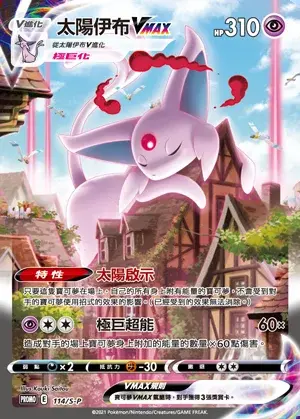 V進化
太陽伊布VMAX
HP310
從太陽伊布V進化
極巨化
特性 太陽啟示
只要這隻寶可夢在場上，自己的所有身上附有能量的寶可夢，不會受到對
手的寶可夢使用招式的效果的影響。（已經受到的效果無法消除。）
極巨超能 60×
造成對手的場上寶可夢身上附加的能量的數量×60點傷害。
弱點 ×2 抵抗力 -30 撤退
Illus. Kouki Saitou
VMAX規則
寶可夢VMAX氣絕時，對手獲得3張獎賞卡。
PROMO E 114/S-P
©2021 Pokémon/Nintendo/Creatures/GAME FREAK.